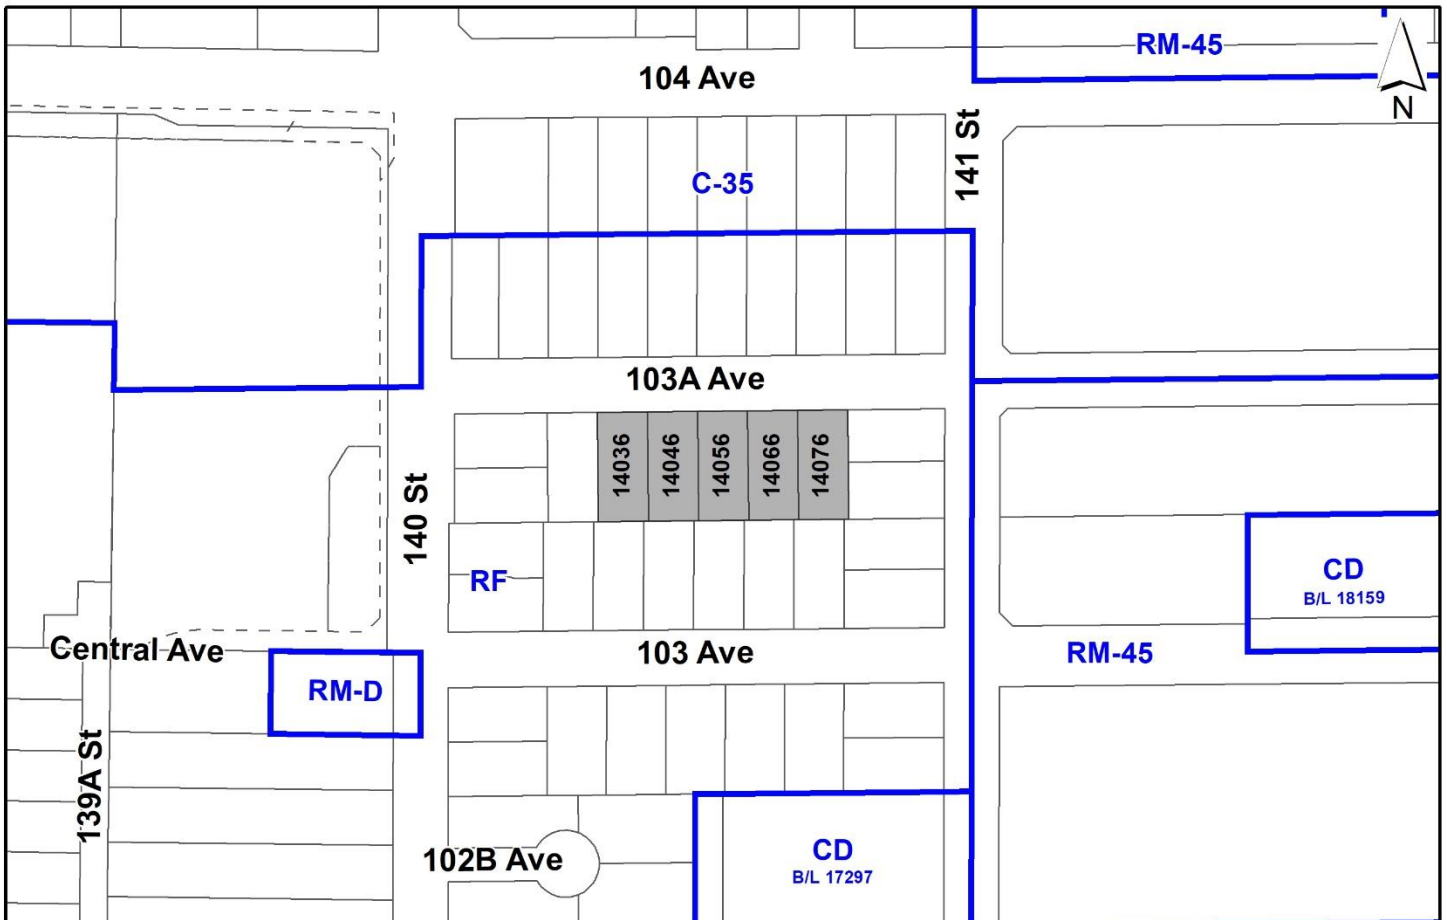 RM-45
104 Ave
N
141 St
C-35
103A Ave
14036
14046
14056
14066
14076
140 St
RF
CD
B/L 18159
Central Ave
103 Ave
RM-45
RM-D
139A St
102B Ave
CD
B/L 17297